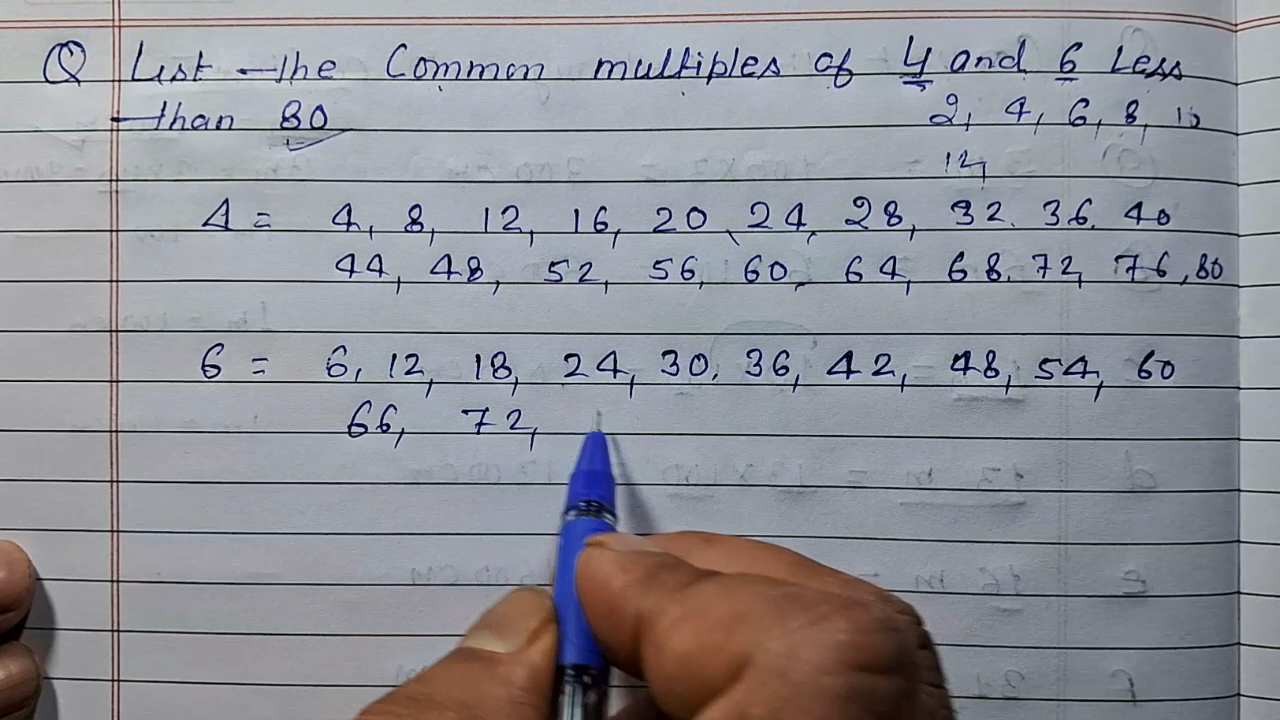 Q List the Common multiples of 4 and 6 Less
than 80
2, 4, 6, 8, 10
12,
4 = 4, 8, 12, 16, 20, 24, 28, 32, 36, 40
44, 48, 52, 56, 60, 64, 68, 72, 76, 80
6 = 6, 12, 18, 24, 30, 36, 42, 48, 54, 60
66, 72,